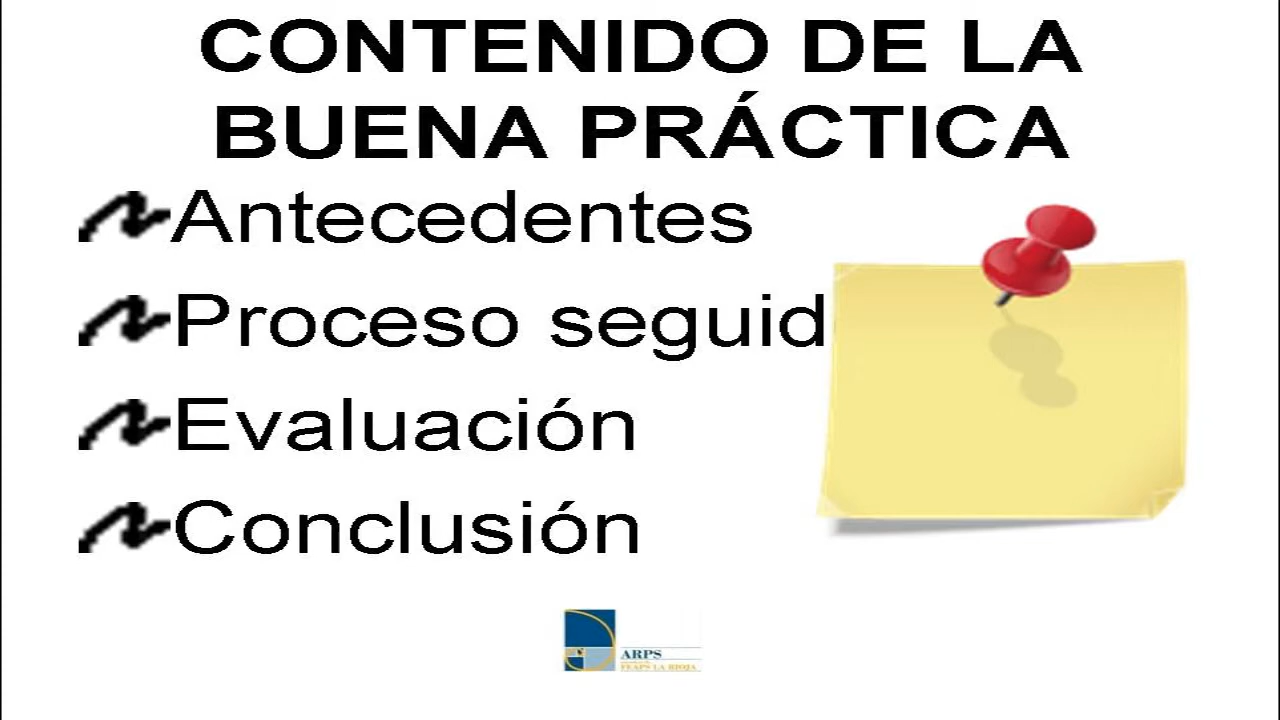 CONTENIDO DE LA
BUENA PRÁCTICA
Antecedentes
Proceso seguid
Evaluación
Conclusión
ARPS
FEAPS LA RIOJA